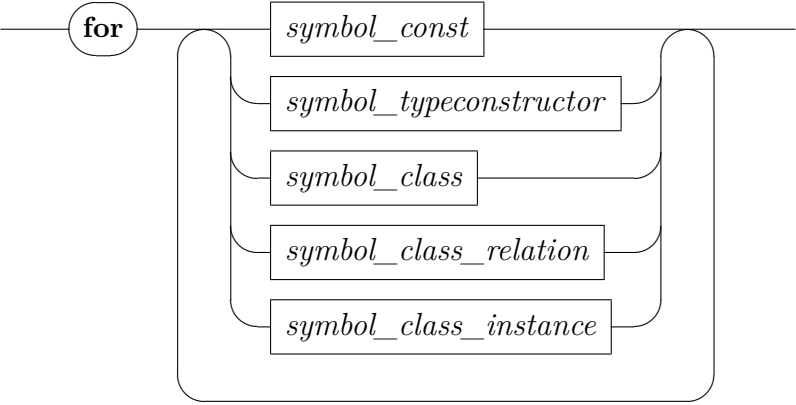 for symbol_const
symbol_typeconstructor
symbol_class
symbol_class_relation
symbol_class_instance